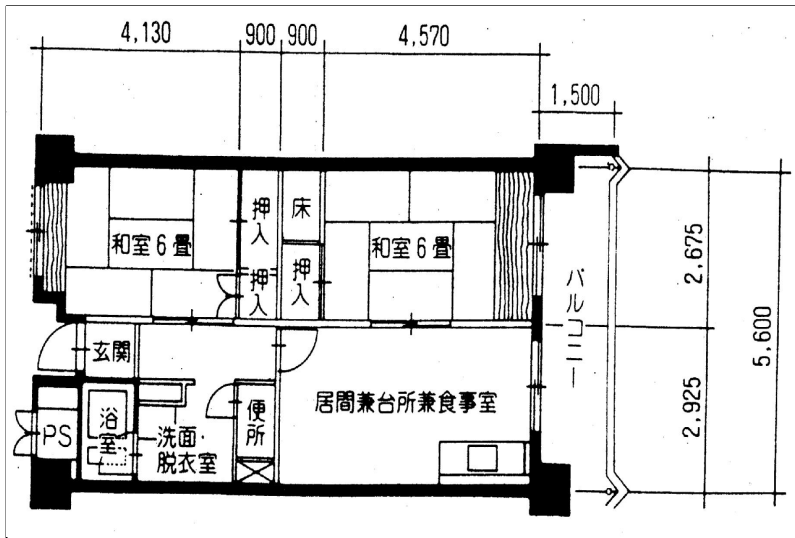 4,130
900
900
4,570
1,500
押入
床
和室6畳
押入
押入
和室6畳
バルコニー
2,675
5,600
2,925
玄関
居間兼台所兼食事室
PS
浴室
洗面・
脱衣室
便所